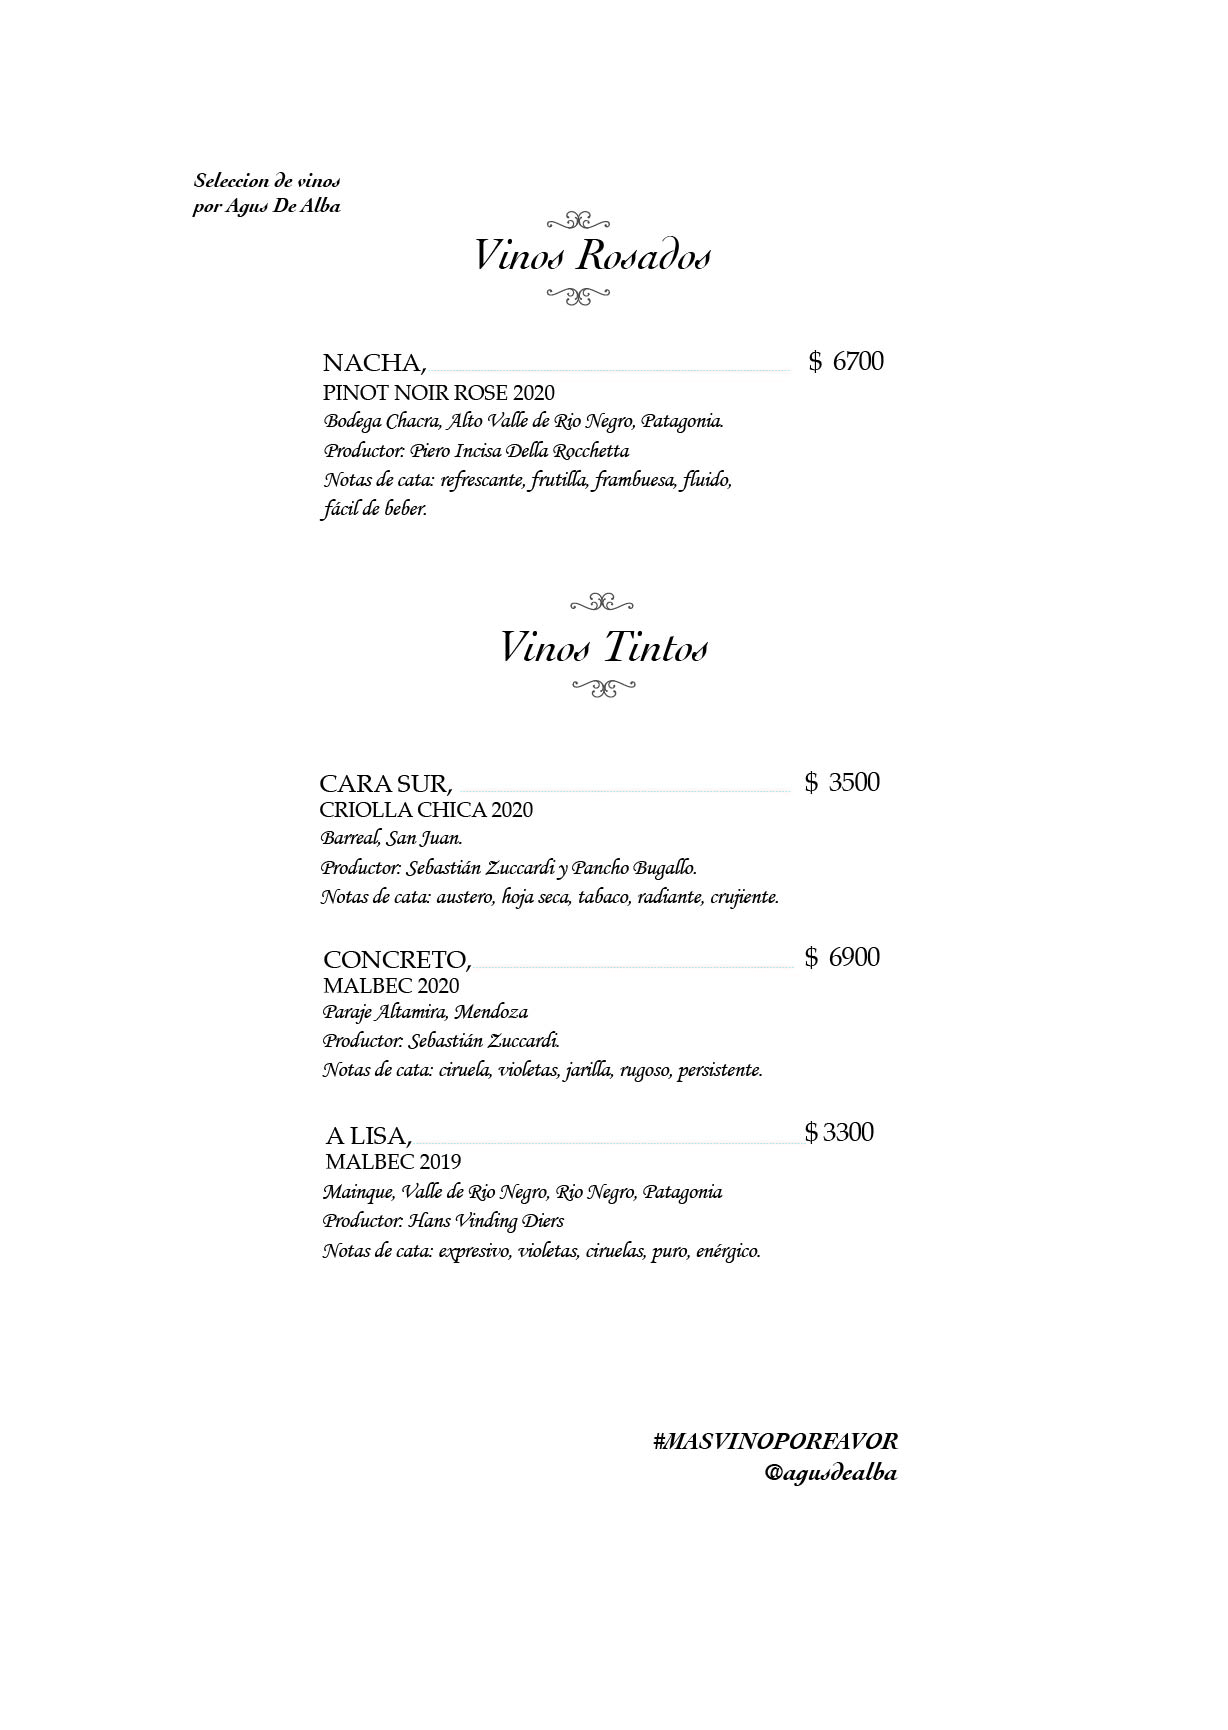 Seleccion de vinos
por Agus De Alba
Vinos Rosados
NACHA, $ 6700
PINOT NOIR ROSE 2020
Bodega Chacra, Alto Valle de Rio Negro, Patagonia.
Productor: Piero Incisa Della Rocchetta
Notas de cata: refrescante, frutilla, frambuesa, fluido,
fácil de beber.
Vinos Tintos
CARA SUR, $ 3500
CRIOLLA CHICA 2020
Barreal, San Juan.
Productor: Sebastián Zuccardi y Pancho Bugallo.
Notas de cata: austero, hoja seca, tabaco, radiante, crujiente.
CONCRETO, $ 6900
MALBEC 2020
Paraje Altamira, Mendoza
Productor: Sebastián Zuccardi.
Notas de cata: ciruela, violetas, jarilla, rugoso, persistente.
A LISA, $ 3300
MALBEC 2019
Mainque, Valle de Rio Negro, Rio Negro, Patagonia
Productor: Hans Vinding Diers
Notas de cata: expresivo, violetas, ciruelas, puro, enérgico.
#MASVINOPORFAVOR
@agusdealba